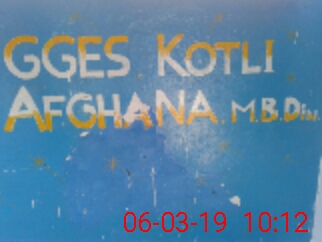 GGES KOTLI
AFGHANA M.B.Din.
06-03-19 10:12